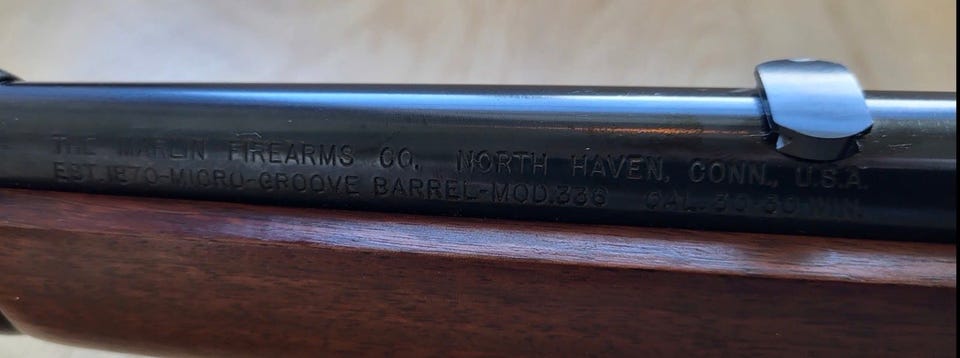 THE MARLIN FIREARMS CO. NORTH HAVEN, CONN., U.S.A.
EST. 1870-MICRO-GROOVE BARREL-MOD.336 CAL. 30-30 WIN.